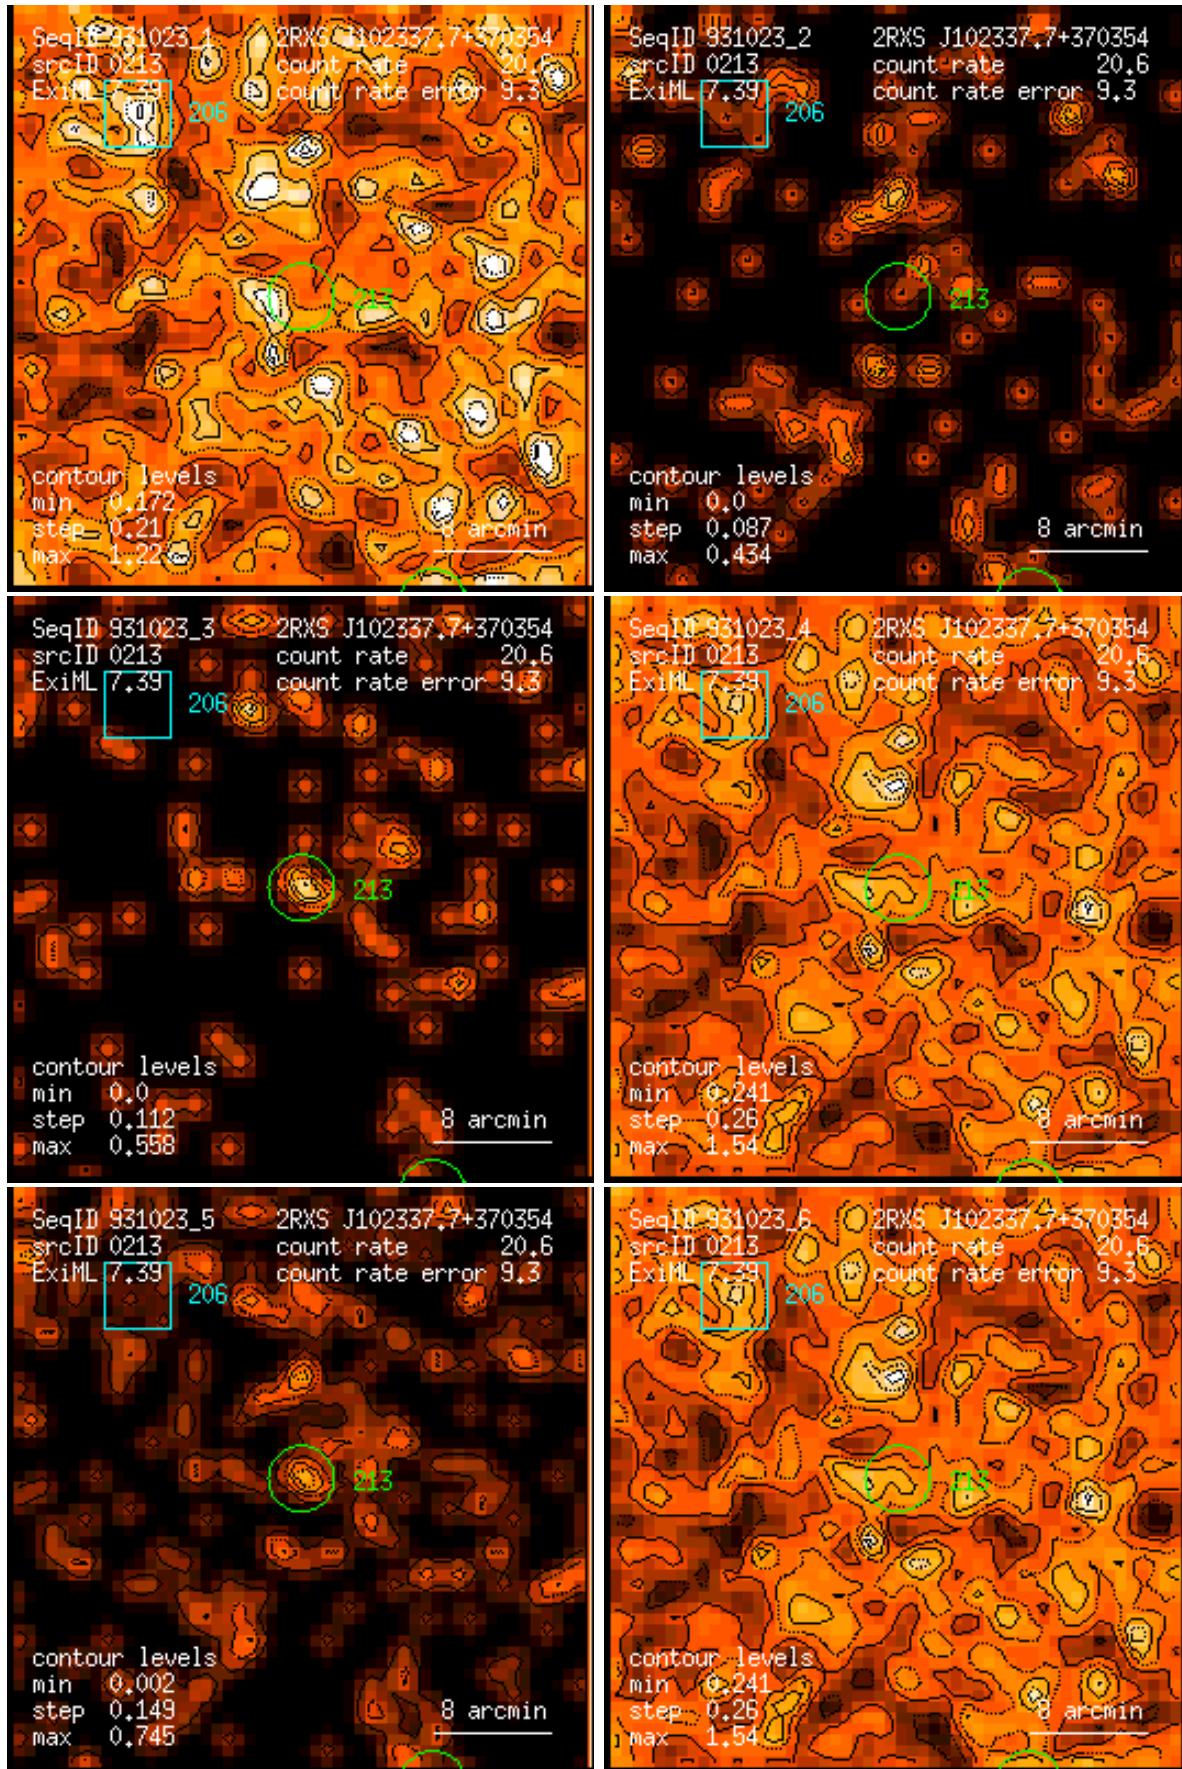 SeqID 931023_1 2RXS J102337.7+370354
srcID 0213 count rate 20.6
ExiML 7.39 count rate error 9.3
206
213
contour levels
min 0.172
step 0.21 8 arcmin
max 1.22
SeqID 931023_2 2RXS J102337.7+370354
srcID 0213 count rate 20.6
ExiML 7.39 count rate error 9.3
206
213
contour levels
min 0.0
step 0.087 8 arcmin
max 0.434
SeqID 931023_3 2RXS J102337.7+370354
srcID 0213 count rate 20.6
ExiML 7.39 count rate error 9.3
206
213
contour levels
min 0.0
step 0.112 8 arcmin
max 0.558
SeqID 931023_4 2RXS J102337.7+370354
srcID 0213 count rate 20.6
ExiML 7.39 count rate error 9.3
206
213
contour levels
min 0.241
step 0.26 8 arcmin
max 1.54
SeqID 931023_5 2RXS J102337.7+370354
srcID 0213 count rate 20.6
ExiML 7.39 count rate error 9.3
206
213
contour levels
min 0.002
step 0.149 8 arcmin
max 0.745
SeqID 931023_6 2RXS J102337.7+370354
srcID 0213 count rate 20.6
ExiML 7.39 count rate error 9.3
206
213
contour levels
min 0.241
step 0.26 8 arcmin
max 1.54